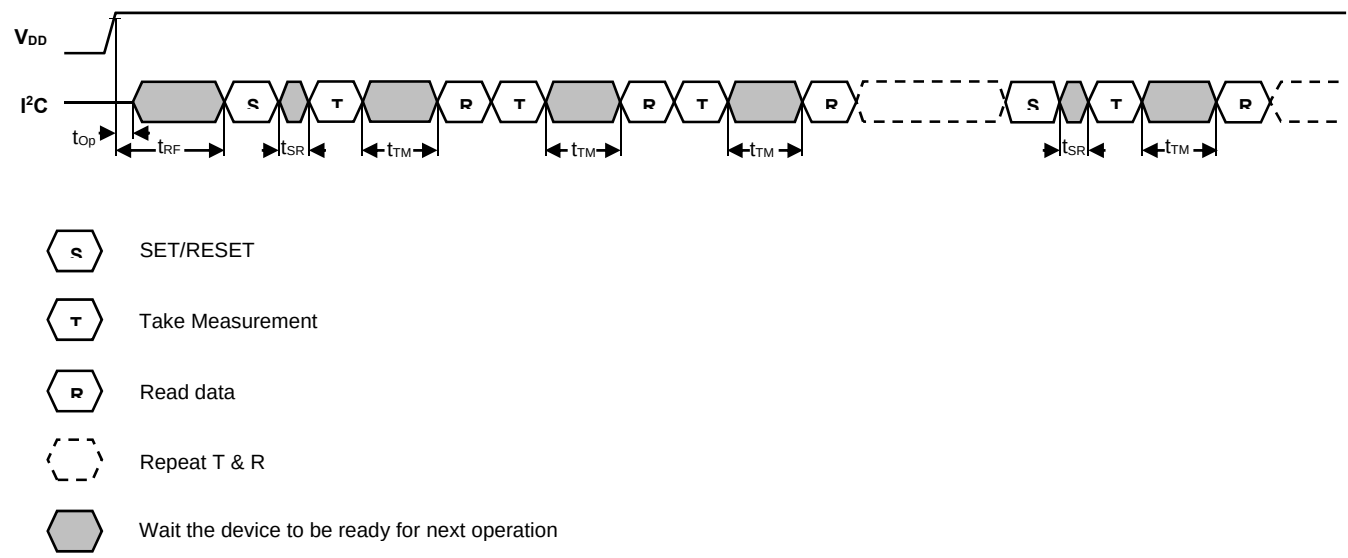 VDD
I²C S T R T R T R S T R
tOp tRF tSR tTM tTM tTM tSR tTM
S SET/RESET
T Take Measurement
R Read data
Repeat T & R
Wait the device to be ready for next operation